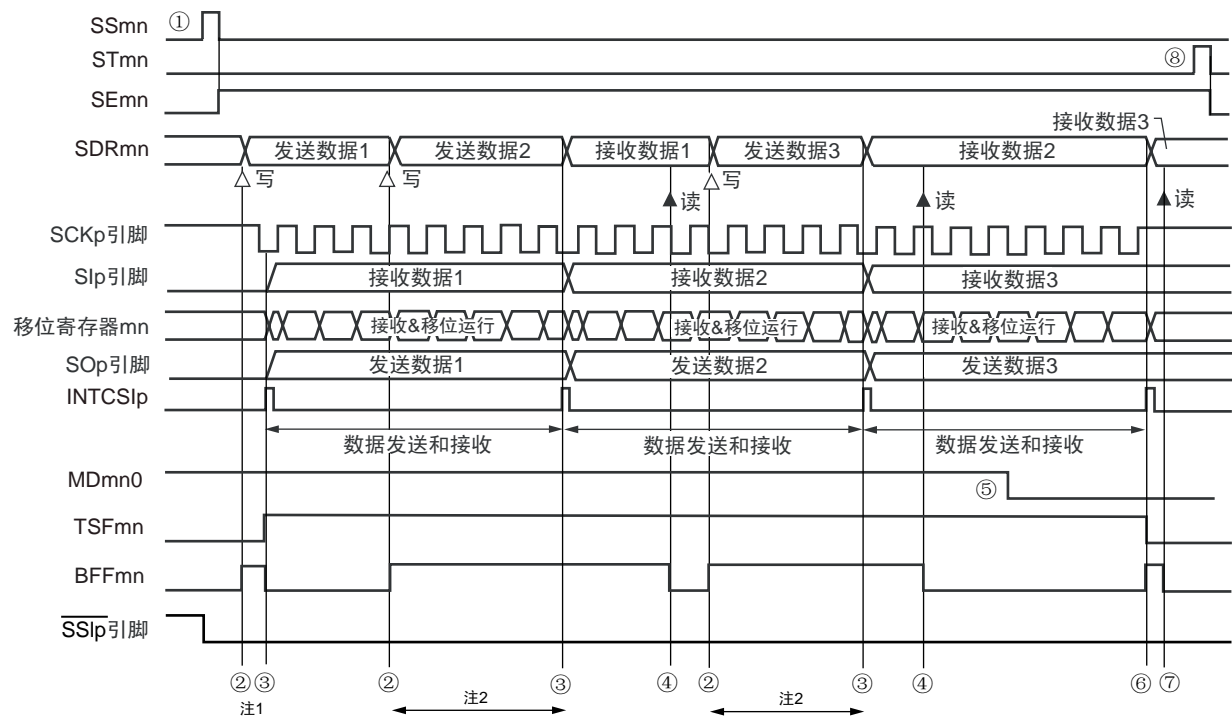 SSmn ①
STmn ⑧
SEmn
接收数据3
SDRmn 发送数据1 发送数据2 接收数据1 发送数据3 接收数据2
写 写 读 写 读 读
SCKp引脚
SIp引脚 接收数据1 接收数据2 接收数据3
移位寄存器mn 接收&移位运行 接收&移位运行 接收&移位运行
SOp引脚 发送数据1 发送数据2 发送数据3
INTCSIp
数据发送和接收 数据发送和接收 数据发送和接收
MDmn0 ⑤
TSFmn
BFFmn
SSIp引脚
② ③ ② ③ ④ ② ③ ④ ⑥ ⑦
注1 注2 注2